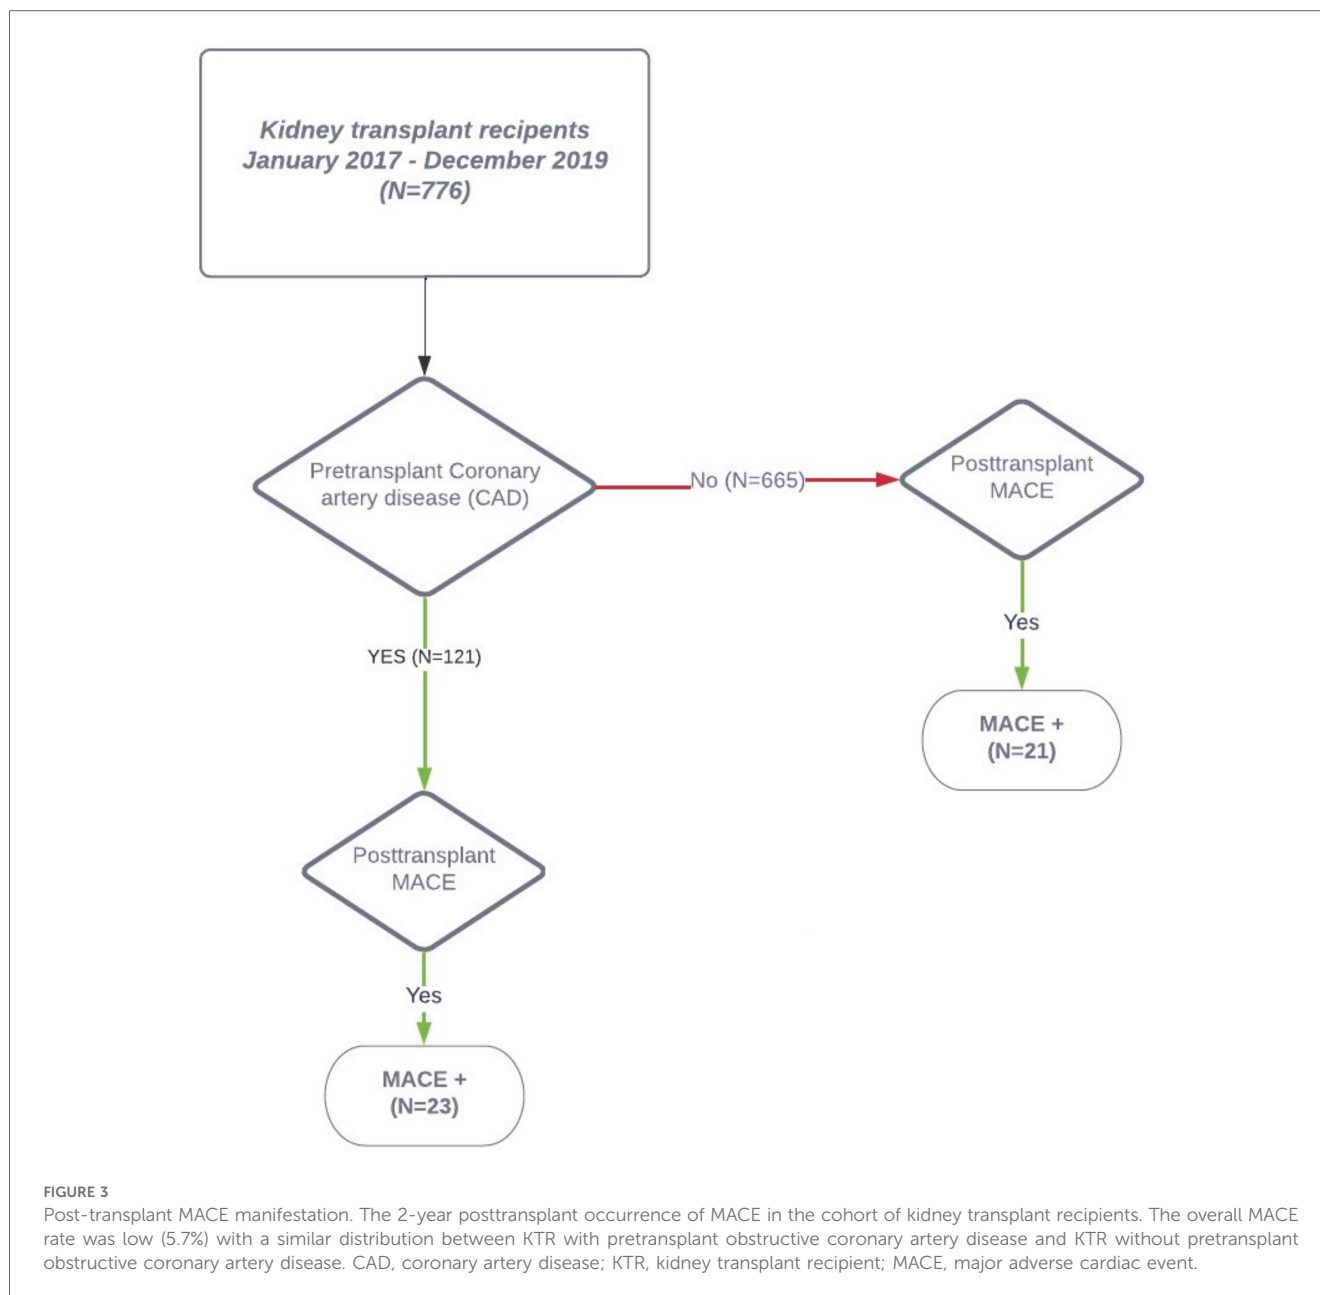 Kidney transplant recipents
January 2017 - December 2019
(N=776)
Pretransplant Coronary
artery disease (CAD)
No (N=665)
Posttransplant
MACE
Yes
MACE +
(N=21)
YES (N=121)
Posttransplant
MACE
Yes
MACE +
(N=23)
FIGURE 3
Post-transplant MACE manifestation. The 2-year posttransplant occurrence of MACE in the cohort of kidney transplant recipients. The overall MACE
rate was low (5.7%) with a similar distribution between KTR with pretransplant obstructive coronary artery disease and KTR without pretransplant
obstructive coronary artery disease. CAD, coronary artery disease; KTR, kidney transplant recipient; MACE, major adverse cardiac event.